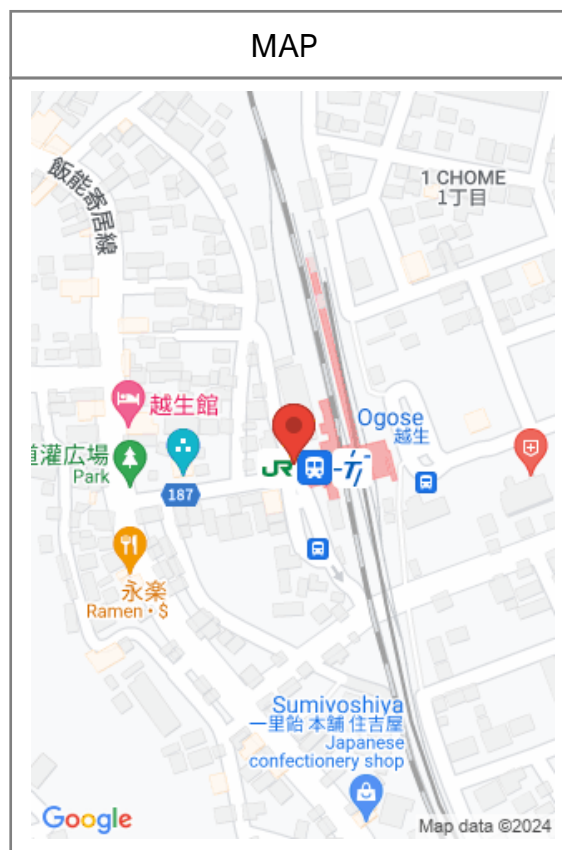 MAP
飯能寄居線
1 CHOME
1丁目
越生館
Ogose
越生
道灌広場
Park
JR
187
永楽
Ramen • $
Sumiyoshiya
一里飴 本舗 住吉屋
Japanese
confectionery shop
Google
Map data ©2024